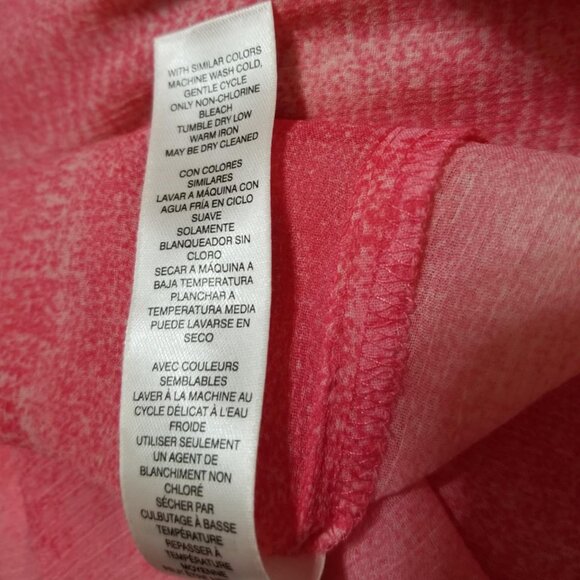 WITH SIMILAR COLORS
MACHINE WASH COLD,
GENTLE CYCLE
ONLY NON-CHLORINE
BLEACH
TUMBLE DRY LOW
WARM IRON
MAY BE DRY CLEANED
CON COLORES
SIMILARES
LAVAR A MÁQUINA CON
AGUA FRÍA EN CICLO
SUAVE
SOLAMENTE
BLANQUEADOR SIN
CLORO
SECAR A MÁQUINA A
BAJA TEMPERATURA
PLANCHAR A
TEMPERATURA MEDIA
PUEDE LAVARSE EN
SECO
AVEC COULEURS
SEMBLABLES
LAVER À LA MACHINE AU
CYCLE DÉLICAT À L'EAU
FROIDE
UTILISER SEULEMENT
UN AGENT DE
BLANCHIMENT NON
CHLORÉ
SÉCHER PAR
CULBUTAGE À BASSE
TEMPÉRATURE
REPASSER À
TEMPÉRATURE
MOYENNE